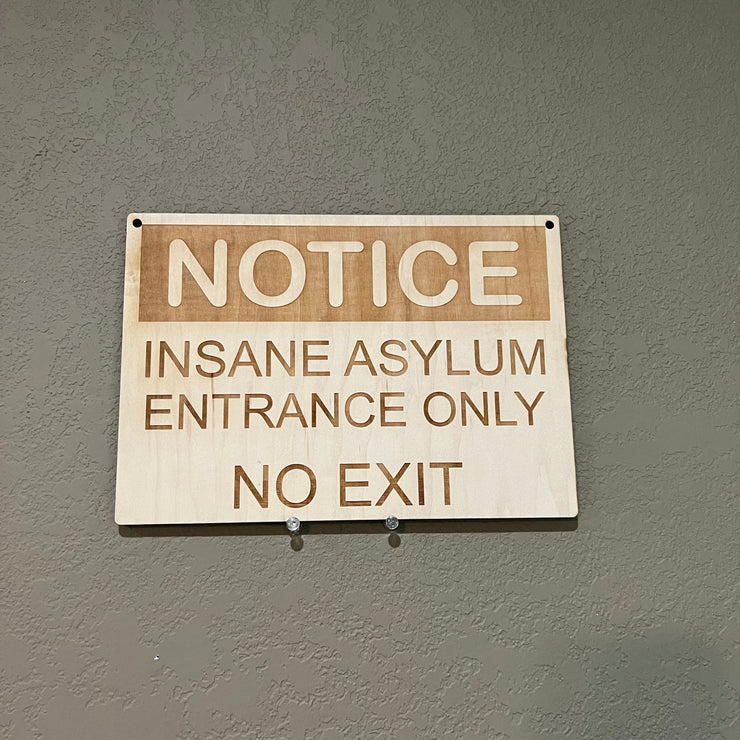 NOTICE
INSANE ASYLUM
ENTRANCE ONLY
NO EXIT